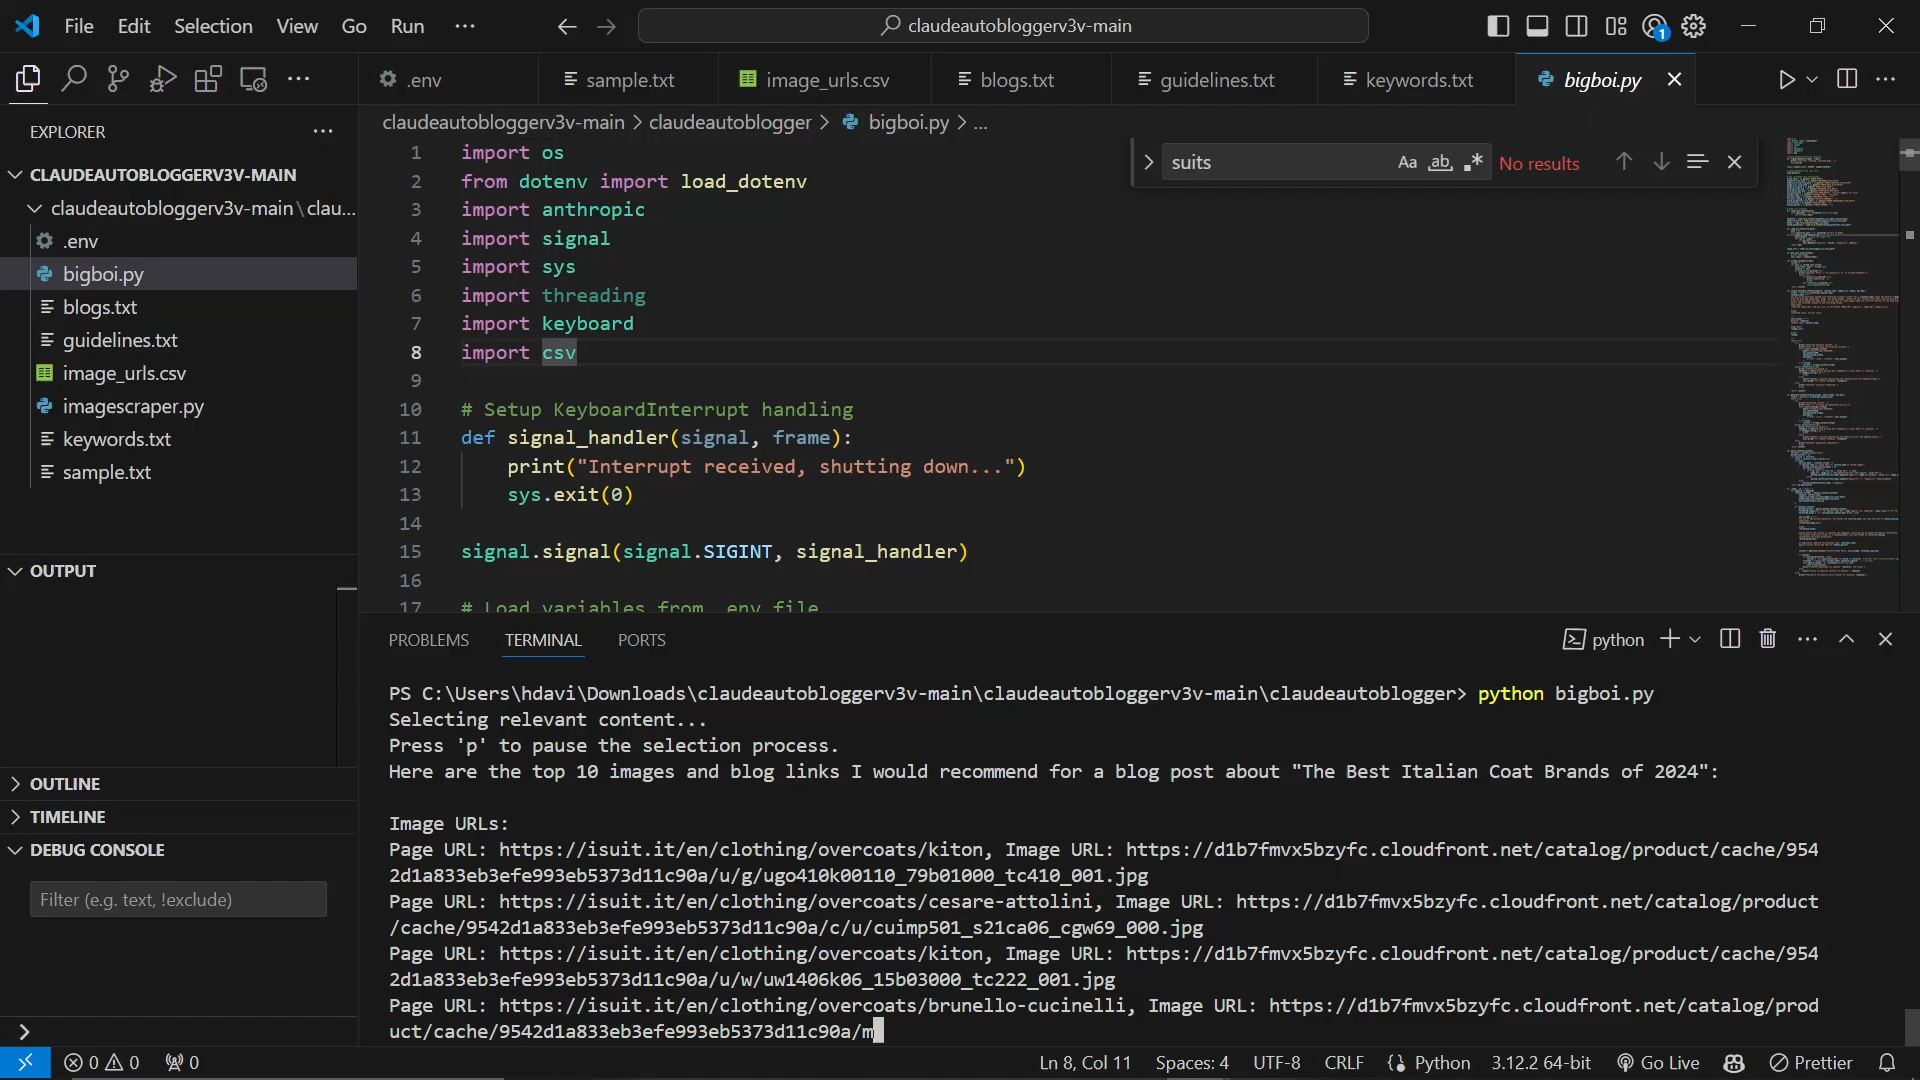 File Edit Selection View Go Run ···
claudeautobloggerv3v-main
1
.env
sample.txt
image_urls.csv
blogs.txt
guidelines.txt
keywords.txt
bigboi.py
EXPLORER
CLAUDEAUTOBLOGGERV3V-MAIN
claudeautobloggerv3v-main\clau...
.env
bigboi.py
blogs.txt
guidelines.txt
image_urls.csv
imagescraper.py
keywords.txt
sample.txt
OUTPUT
OUTLINE
TIMELINE
DEBUG CONSOLE
Filter (e.g. text, !exclude)
claudeautobloggerv3v-main > claudeautoblogger > bigboi.py > ...
suits
Aa ab .* No results
1 import os
2 from dotenv import load_dotenv
3 import anthropic
4 import signal
5 import sys
6 import threading
7 import keyboard
8 import csv
9
10 # Setup KeyboardInterrupt handling
11 def signal_handler(signal, frame):
12 print("Interrupt received, shutting down...")
13 sys.exit(0)
14
15 signal.signal(signal.SIGINT, signal_handler)
16
17 # Load variables from .env file
PROBLEMS TERMINAL PORTS
python
PS C:\Users\hdavi\Downloads\claudeautobloggerv3v-main\claudeautobloggerv3v-main\claudeautoblogger> python bigboi.py
Selecting relevant content...
Press 'p' to pause the selection process.
Here are the top 10 images and blog links I would recommend for a blog post about "The Best Italian Coat Brands of 2024":
Image URLs:
Page URL: https://isuit.it/en/clothing/overcoats/kiton, Image URL: https://d1b7fmvx5bzyfc.cloudfront.net/catalog/product/cache/954
2d1a833eb3efe993eb5373d11c90a/u/g/ugo410k00110_79b01000_tc410_001.jpg
Page URL: https://isuit.it/en/clothing/overcoats/cesare-attolini, Image URL: https://d1b7fmvx5bzyfc.cloudfront.net/catalog/product
/cache/9542d1a833eb3efe993eb5373d11c90a/c/u/cuimp501_s21ca06_cgw69_000.jpg
Page URL: https://isuit.it/en/clothing/overcoats/kiton, Image URL: https://d1b7fmvx5bzyfc.cloudfront.net/catalog/product/cache/954
2d1a833eb3efe993eb5373d11c90a/u/w/uw1406k06_15b03000_tc222_001.jpg
Page URL: https://isuit.it/en/clothing/overcoats/brunello-cucinelli, Image URL: https://d1b7fmvx5bzyfc.cloudfront.net/catalog/prod
uct/cache/9542d1a833eb3efe993eb5373d11c90a/m
0 0 0 Ln 8, Col 11 Spaces: 4 UTF-8 CRLF Python 3.12.2 64-bit Go Live Prettier